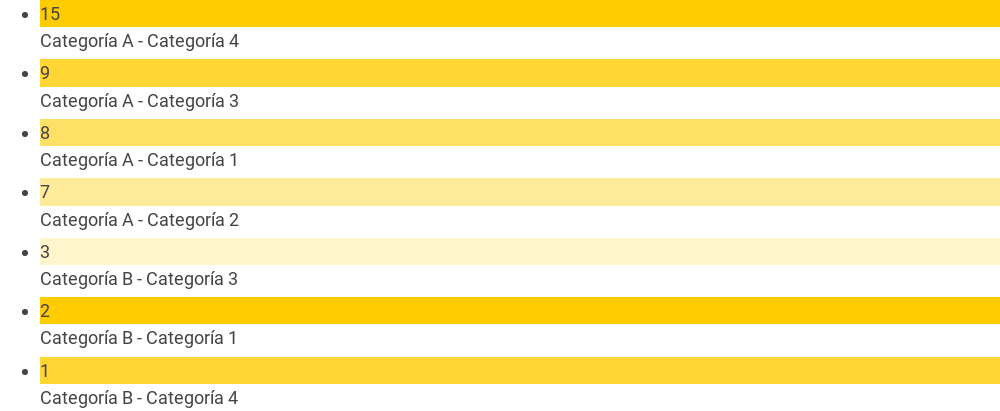 15
Categoría A - Categoría 4
9
Categoría A - Categoría 3
8
Categoría A - Categoría 1
7
Categoría A - Categoría 2
3
Categoría B - Categoría 3
2
Categoría B - Categoría 1
1
Categoría B - Categoría 4